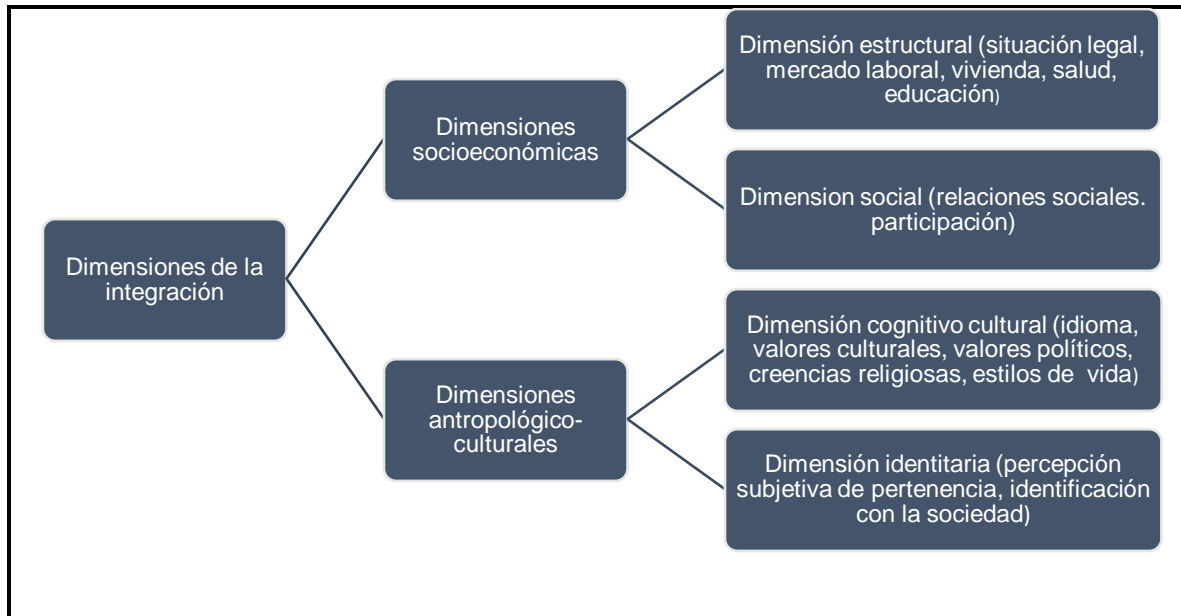 Dimensiones de la
integración
Dimensiones
socioeconómicas
Dimensión estructural (situación legal,
mercado laboral, vivienda, salud,
educación)
Dimension social (relaciones sociales.
participación)
Dimensiones
antropológico-
culturales
Dimensión cognitivo cultural (idioma,
valores culturales, valores políticos,
creencias religiosas, estilos de  vida)
Dimensión identitaria (percepción
subjetiva de pertenencia, identificación
con la sociedad)